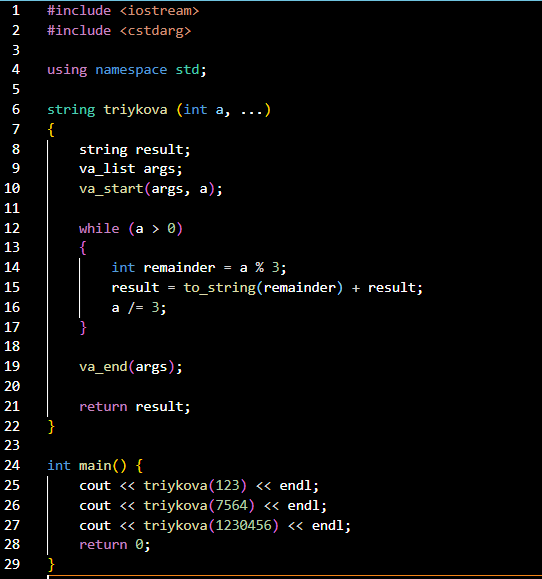 1 #include <iostream>
2 #include <cstdarg>
3
4 using namespace std;
5
6 string triykova (int a, ...)
7 {
8     string result;
9     va_list args;
10     va_start(args, a);
11
12     while (a > 0)
13     {
14         int remainder = a % 3;
15         result = to_string(remainder) + result;
16         a /= 3;
17     }
18
19     va_end(args);
20
21     return result;
22 }
23
24 int main() {
25     cout << triykova(123) << endl;
26     cout << triykova(7564) << endl;
27     cout << triykova(1230456) << endl;
28     return 0;
29 }